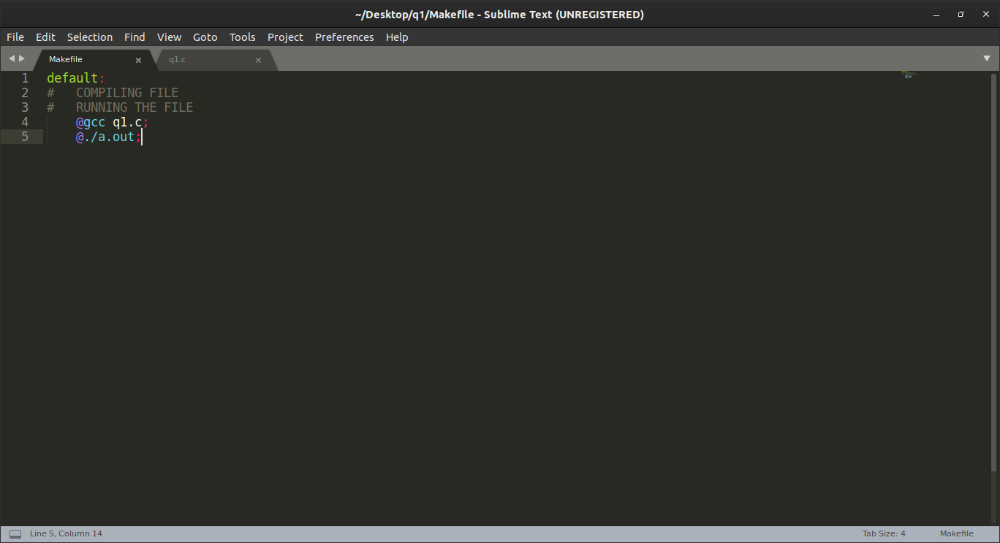 ~/Desktop/q1/Makefile - Sublime Text (UNREGISTERED)
File Edit Selection Find View Goto Tools Project Preferences Help
Makefile q1.c
1 default:
2 #   COMPILING FILE
3 #   RUNNING THE FILE
4     @gcc q1.c;
5     @./a.out;
Line 5, Column 14 Tab Size: 4 Makefile